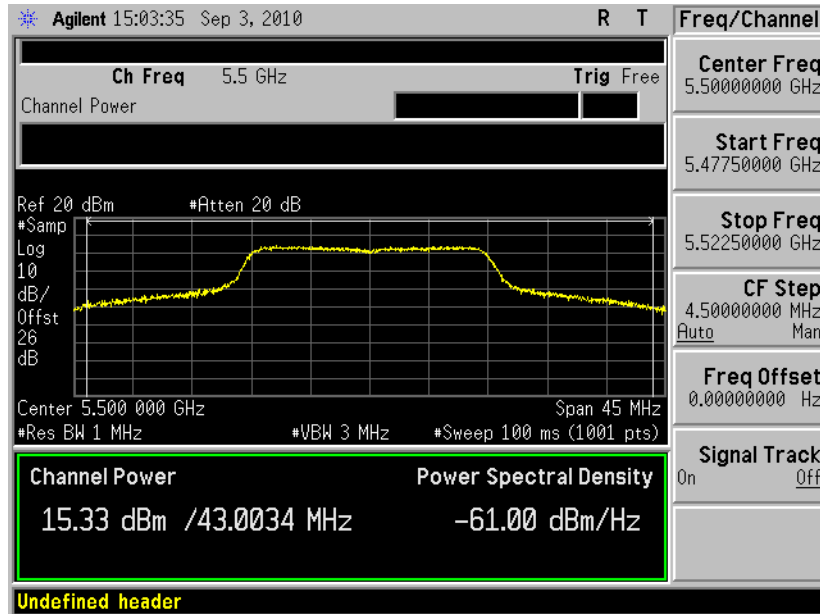 Agilent 15:03:35 Sep 3, 2010 R T
Freq/Channel
Ch Freq 5.5 GHz Trig Free
Channel Power
Center Freq
5.50000000 GHz
Start Freq
5.47750000 GHz
Stop Freq
5.52250000 GHz
CF Step
4.50000000 MHz
Auto Man
Freq Offset
0.00000000 Hz
Signal Track
On Off
Ref 20 dBm #Atten 20 dB
#Samp
Log
10
dB/
Offst
26
dB
Center 5.500 000 GHz Span 45 MHz
#Res BW 1 MHz #VBW 3 MHz #Sweep 100 ms (1001 pts)
Channel Power Power Spectral Density
15.33 dBm /43.0034 MHz -61.00 dBm/Hz
Undefined header